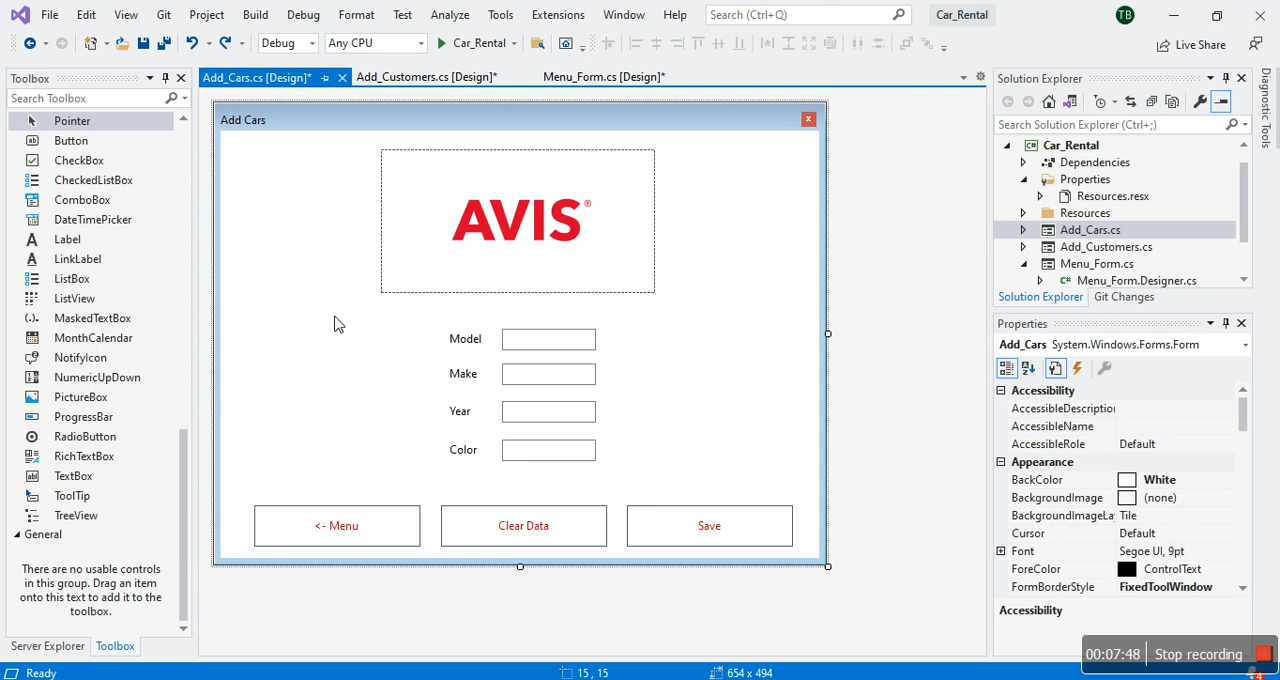 File Edit View Git Project Build Debug Format Test Analyze Tools Extensions Window Help Search (Ctrl+Q) Car_Rental TB
Debug Any CPU Car_Rental Live Share
Toolbox
Search Toolbox
Pointer
Button
CheckBox
CheckedListBox
ComboBox
DateTimePicker
Label
LinkLabel
ListBox
ListView
MaskedTextBox
MonthCalendar
NotifyIcon
NumericUpDown
PictureBox
ProgressBar
RadioButton
RichTextBox
TextBox
ToolTip
TreeView
General
There are no usable controls
in this group. Drag an item
onto this text to add it to the
toolbox.
Server Explorer Toolbox
Add_Cars.cs [Design]* Add_Customers.cs [Design]* Menu_Form.cs [Design]*
Add Cars
AVIS®
Model
Make
Year
Color
<- Menu Clear Data Save
Solution Explorer
Search Solution Explorer (Ctrl+;)
C# Car_Rental
Dependencies
Properties
Resources.resx
Resources
Add_Cars.cs
Add_Customers.cs
Menu_Form.cs
C# Menu_Form.Designer.cs
Solution Explorer Git Changes
Properties
Add_Cars System.Windows.Forms.Form
Accessibility
AccessibleDescription
AccessibleName
AccessibleRole Default
Appearance
BackColor White
BackgroundImage (none)
BackgroundImageLa Tile
Cursor Default
Font Segoe UI, 9pt
ForeColor ControlText
FormBorderStyle FixedToolWindow
Accessibility
Diagnostic Tools
00:07:48 Stop recording
Ready 15 , 15 654 x 494 4